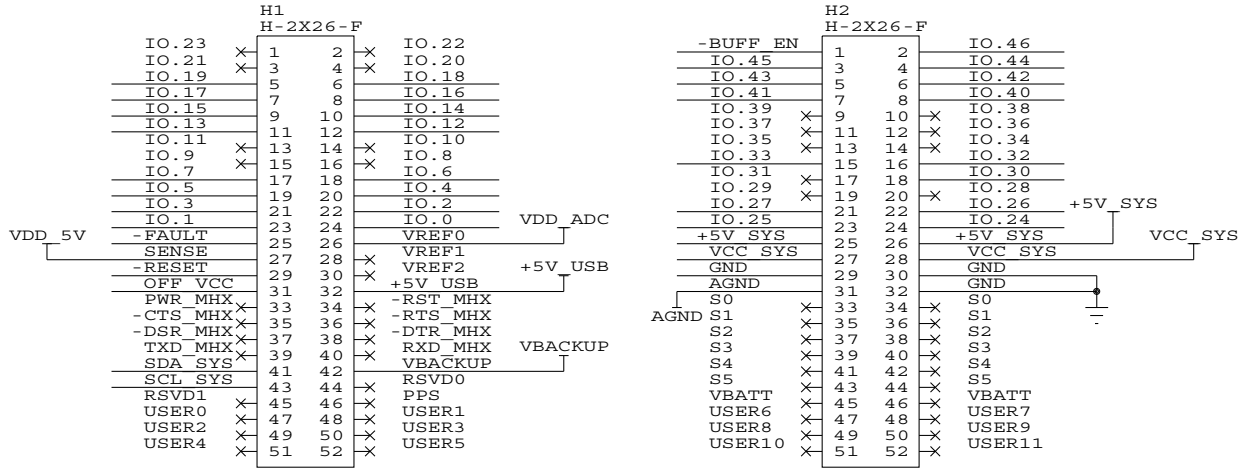 H1
H-2X26-F
IO.23 1 2 IO.22
IO.21 3 4 IO.20
IO.19 5 6 IO.18
IO.17 7 8 IO.16
IO.15 9 10 IO.14
IO.13 11 12 IO.12
IO.11 13 14 IO.10
IO.9 15 16 IO.8
IO.7 17 18 IO.6
IO.5 19 20 IO.4
IO.3 21 22 IO.2
IO.1 23 24 IO.0
VDD_5V
VDD_ADC
-FAULT 25 26 VREF0
SENSE 27 28 VREF1
-RESET 29 30 VREF2
+5V_USB
OFF_VCC 31 32 +5V_USB
PWR_MHX 33 34 -RST_MHX
-CTS_MHX 35 36 -RTS_MHX
-DSR_MHX 37 38 -DTR_MHX
TXD_MHX 39 40 RXD_MHX
VBACKUP
SDA_SYS 41 42 VBACKUP
SCL_SYS 43 44 RSVD0
RSVD1 45 46 PPS
USER0 47 48 USER1
USER2 49 50 USER3
USER4 51 52 USER5
H2
H-2X26-F
-BUFF_EN 1 2 IO.46
IO.45 3 4 IO.44
IO.43 5 6 IO.42
IO.41 7 8 IO.40
IO.39 9 10 IO.38
IO.37 11 12 IO.36
IO.35 13 14 IO.34
IO.33 15 16 IO.32
IO.31 17 18 IO.30
IO.29 19 20 IO.28
IO.27 21 22 IO.26
+5V_SYS
IO.25 23 24 IO.24
+5V_SYS 25 26 +5V_SYS
VCC_SYS
VCC_SYS 27 28 VCC_SYS
GND 29 30 GND
AGND 31 32 GND
AGND
S0 33 34 S0
S1 35 36 S1
S2 37 38 S2
S3 39 40 S3
S4 41 42 S4
S5 43 44 S5
VBATT 45 46 VBATT
USER6 47 48 USER7
USER8 49 50 USER9
USER10 51 52 USER11